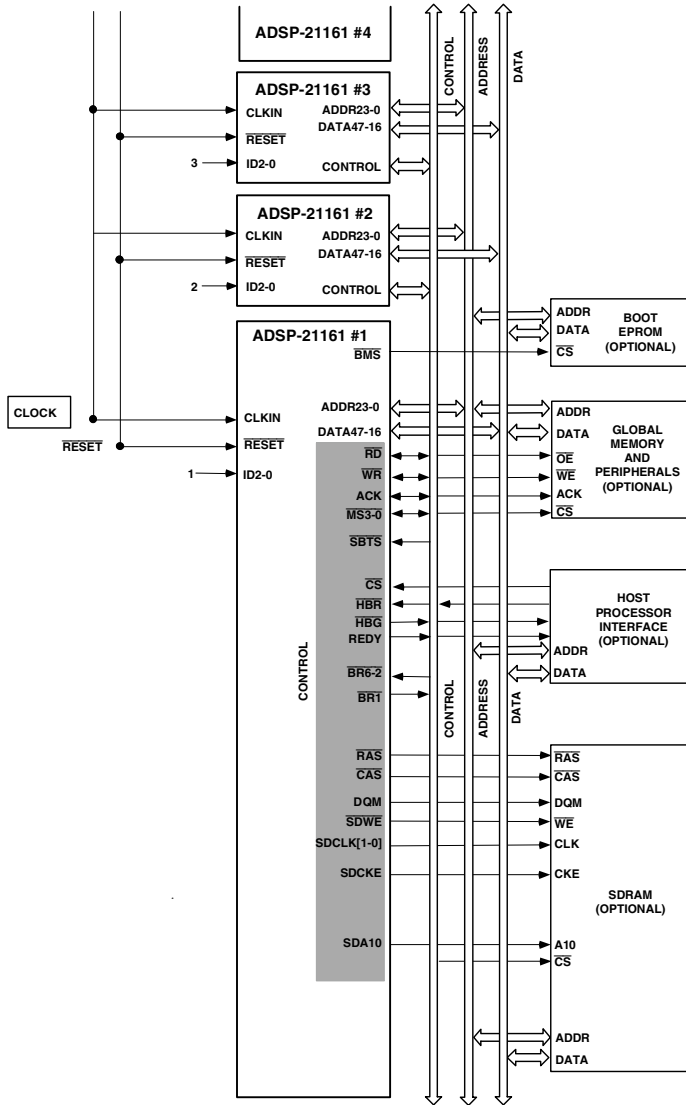 ADSP-21161 #4
CONTROL
ADDRESS
DATA
ADSP-21161 #3
CLKIN
RESET
3
ID2-0
ADDR23-0
DATA47-16
CONTROL
ADSP-21161 #2
CLKIN
RESET
2
ID2-0
ADDR23-0
DATA47-16
CONTROL
ADSP-21161 #1
BMS
CLOCK
CLKIN
RESET
RESET
1
ID2-0
ADDR23-0
DATA47-16
RD
WR
ACK
MS3-0
SBTS
CS
HBR
HBG
REDY
BR6-2
BR1
RAS
CAS
DQM
SDWE
SDCLK[1-0]
SDCKE
SDA10
CONTROL
CONTROL
ADDRESS
DATA
ADDR
DATA
CS
BOOT
EPROM
(OPTIONAL)
ADDR
DATA
OE
WE
ACK
CS
GLOBAL
MEMORY
AND
PERIPHERALS
(OPTIONAL)
HOST
PROCESSOR
INTERFACE
(OPTIONAL)
ADDR
DATA
RAS
CAS
DQM
WE
CLK
CKE
A10
CS
ADDR
DATA
SDRAM
(OPTIONAL)